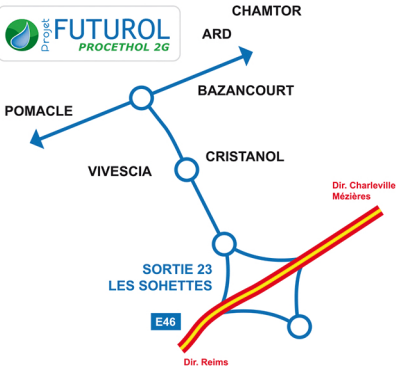 CHAMTOR
Projet
FUTUROL
PROCETHOL 2G
ARD
BAZANCOURT
POMACLE
CRISTANOL
VIVESCIA
Dir. Charleville
Mézières
SORTIE 23
LES SOHETTES
E46
Dir. Reims